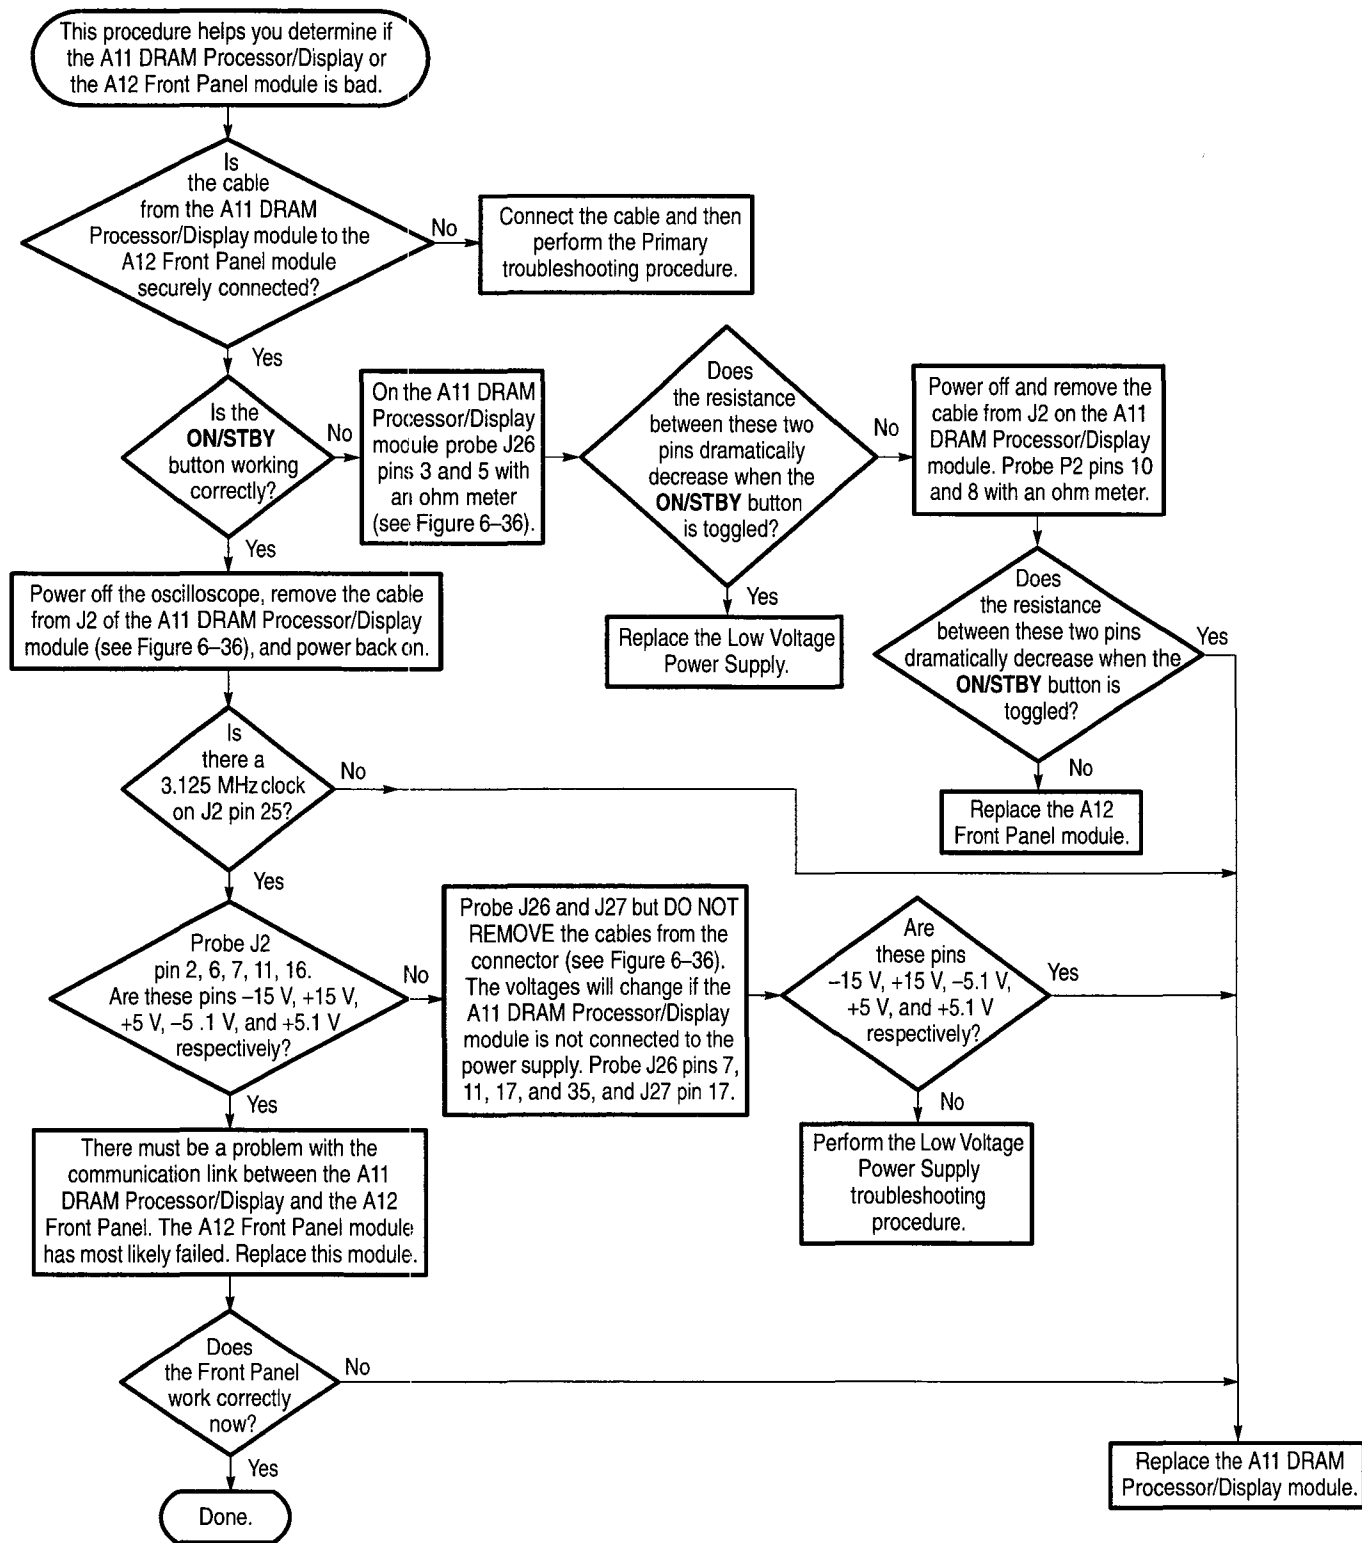 This procedure helps you determine if
the A11 DRAM Processor/Display or
the A12 Front Panel module is bad.
Is
the cable
from the A11 DRAM
Processor/Display module to the
A12 Front Panel module
securely connected?
No
Connect the cable and then
perform the Primary
troubleshooting procedure.
Yes
Is the
ON/STBY
button working
correctly?
No
On the A11 DRAM
Processor/Display
module probe J26
pins 3 and 5 with
an ohm meter
(see Figure 6–36).
Does
the resistance
between these two
pins dramatically
decrease when the
ON/STBY button
is toggled?
No
Power off and remove the
cable from J2 on the A11
DRAM Processor/Display
module. Probe P2 pins 10
and 8 with an ohm meter.
Yes
Replace the Low Voltage
Power Supply.
Does
the resistance
between these two pins
dramatically decrease when the
ON/STBY button is
toggled?
Yes
No
Replace the A12
Front Panel module.
Yes
Power off the oscilloscope, remove the cable
from J2 of the A11 DRAM Processor/Display
module (see Figure 6–36), and power back on.
Is
there a
3.125 MHz clock
on J2 pin 25?
No
Yes
Probe J2
pin 2, 6, 7, 11, 16.
Are these pins –15 V, +15 V,
+5 V, –5 .1 V, and +5.1 V
respectively?
No
Probe J26 and J27 but DO NOT
REMOVE the cables from the
connector (see Figure 6–36).
The voltages will change if the
A11 DRAM Processor/Display
module is not connected to the
power supply. Probe J26 pins 7,
11, 17, and 35, and J27 pin 17.
Are
these pins
–15 V, +15 V, –5.1 V,
+5 V, and +5.1 V
respectively?
Yes
No
Perform the Low Voltage
Power Supply
troubleshooting
procedure.
Yes
There must be a problem with the
communication link between the A11
DRAM Processor/Display and the A12
Front Panel. The A12 Front Panel module
has most likely failed. Replace this module.
Does
the Front Panel
work correctly
now?
No
Yes
Done.
Replace the A11 DRAM
Processor/Display module.